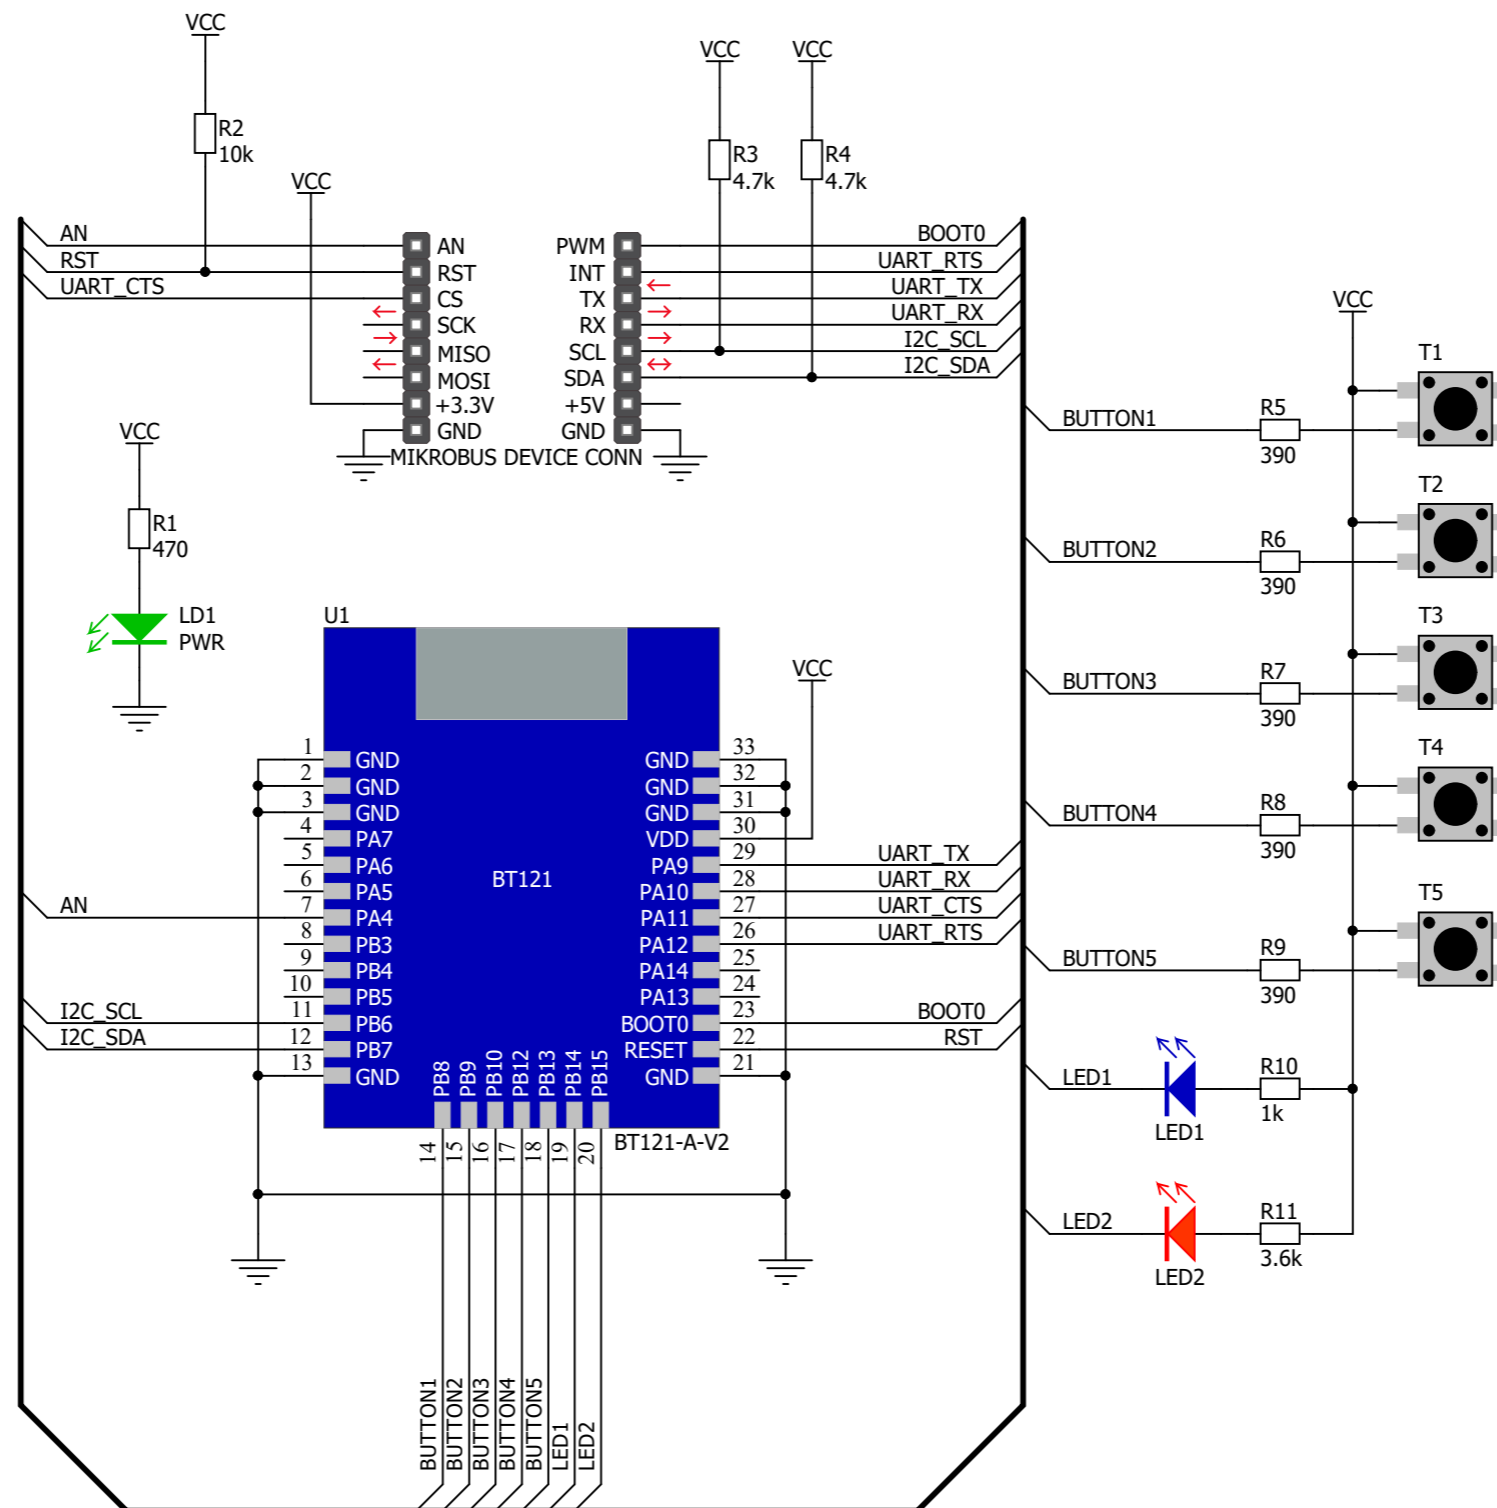 VCC
R2
10k
VCC
VCC
VCC
R3
4.7k
R4
4.7k
AN
RST
UART_CTS
AN
RST
CS
SCK
MISO
MOSI
+3.3V
GND
PWM
INT
TX
RX
SCL
SDA
+5V
GND
MIKROBUS DEVICE CONN
BOOT0
UART_RTS
UART_TX
UART_RX
I2C_SCL
I2C_SDA
VCC
R1
470
LD1
PWR
VCC
T1
BUTTON1
R5
390
T2
BUTTON2
R6
390
T3
BUTTON3
R7
390
T4
BUTTON4
R8
390
T5
BUTTON5
R9
390
LED1
LED1
R10
1k
LED2
LED2
R11
3.6k
U1
VCC
BT121
BT121-A-V2
1 GND
2 GND
3 GND
4 PA7
5 PA6
6 PA5
AN 7 PA4
8 PB3
9 PB4
10 PB5
I2C_SCL 11 PB6
I2C_SDA 12 PB7
13 GND
GND 33
GND 32
GND 31
VDD 30
PA9 29 UART_TX
PA10 28 UART_RX
PA11 27 UART_CTS
PA12 26 UART_RTS
PA14 25
PA13 24
BOOT0 23 BOOT0
RESET 22 RST
GND 21
PB8 14 BUTTON1
PB9 15 BUTTON2
PB10 16 BUTTON3
PB12 17 BUTTON4
PB13 18 BUTTON5
PB14 19 LED1
PB15 20 LED2